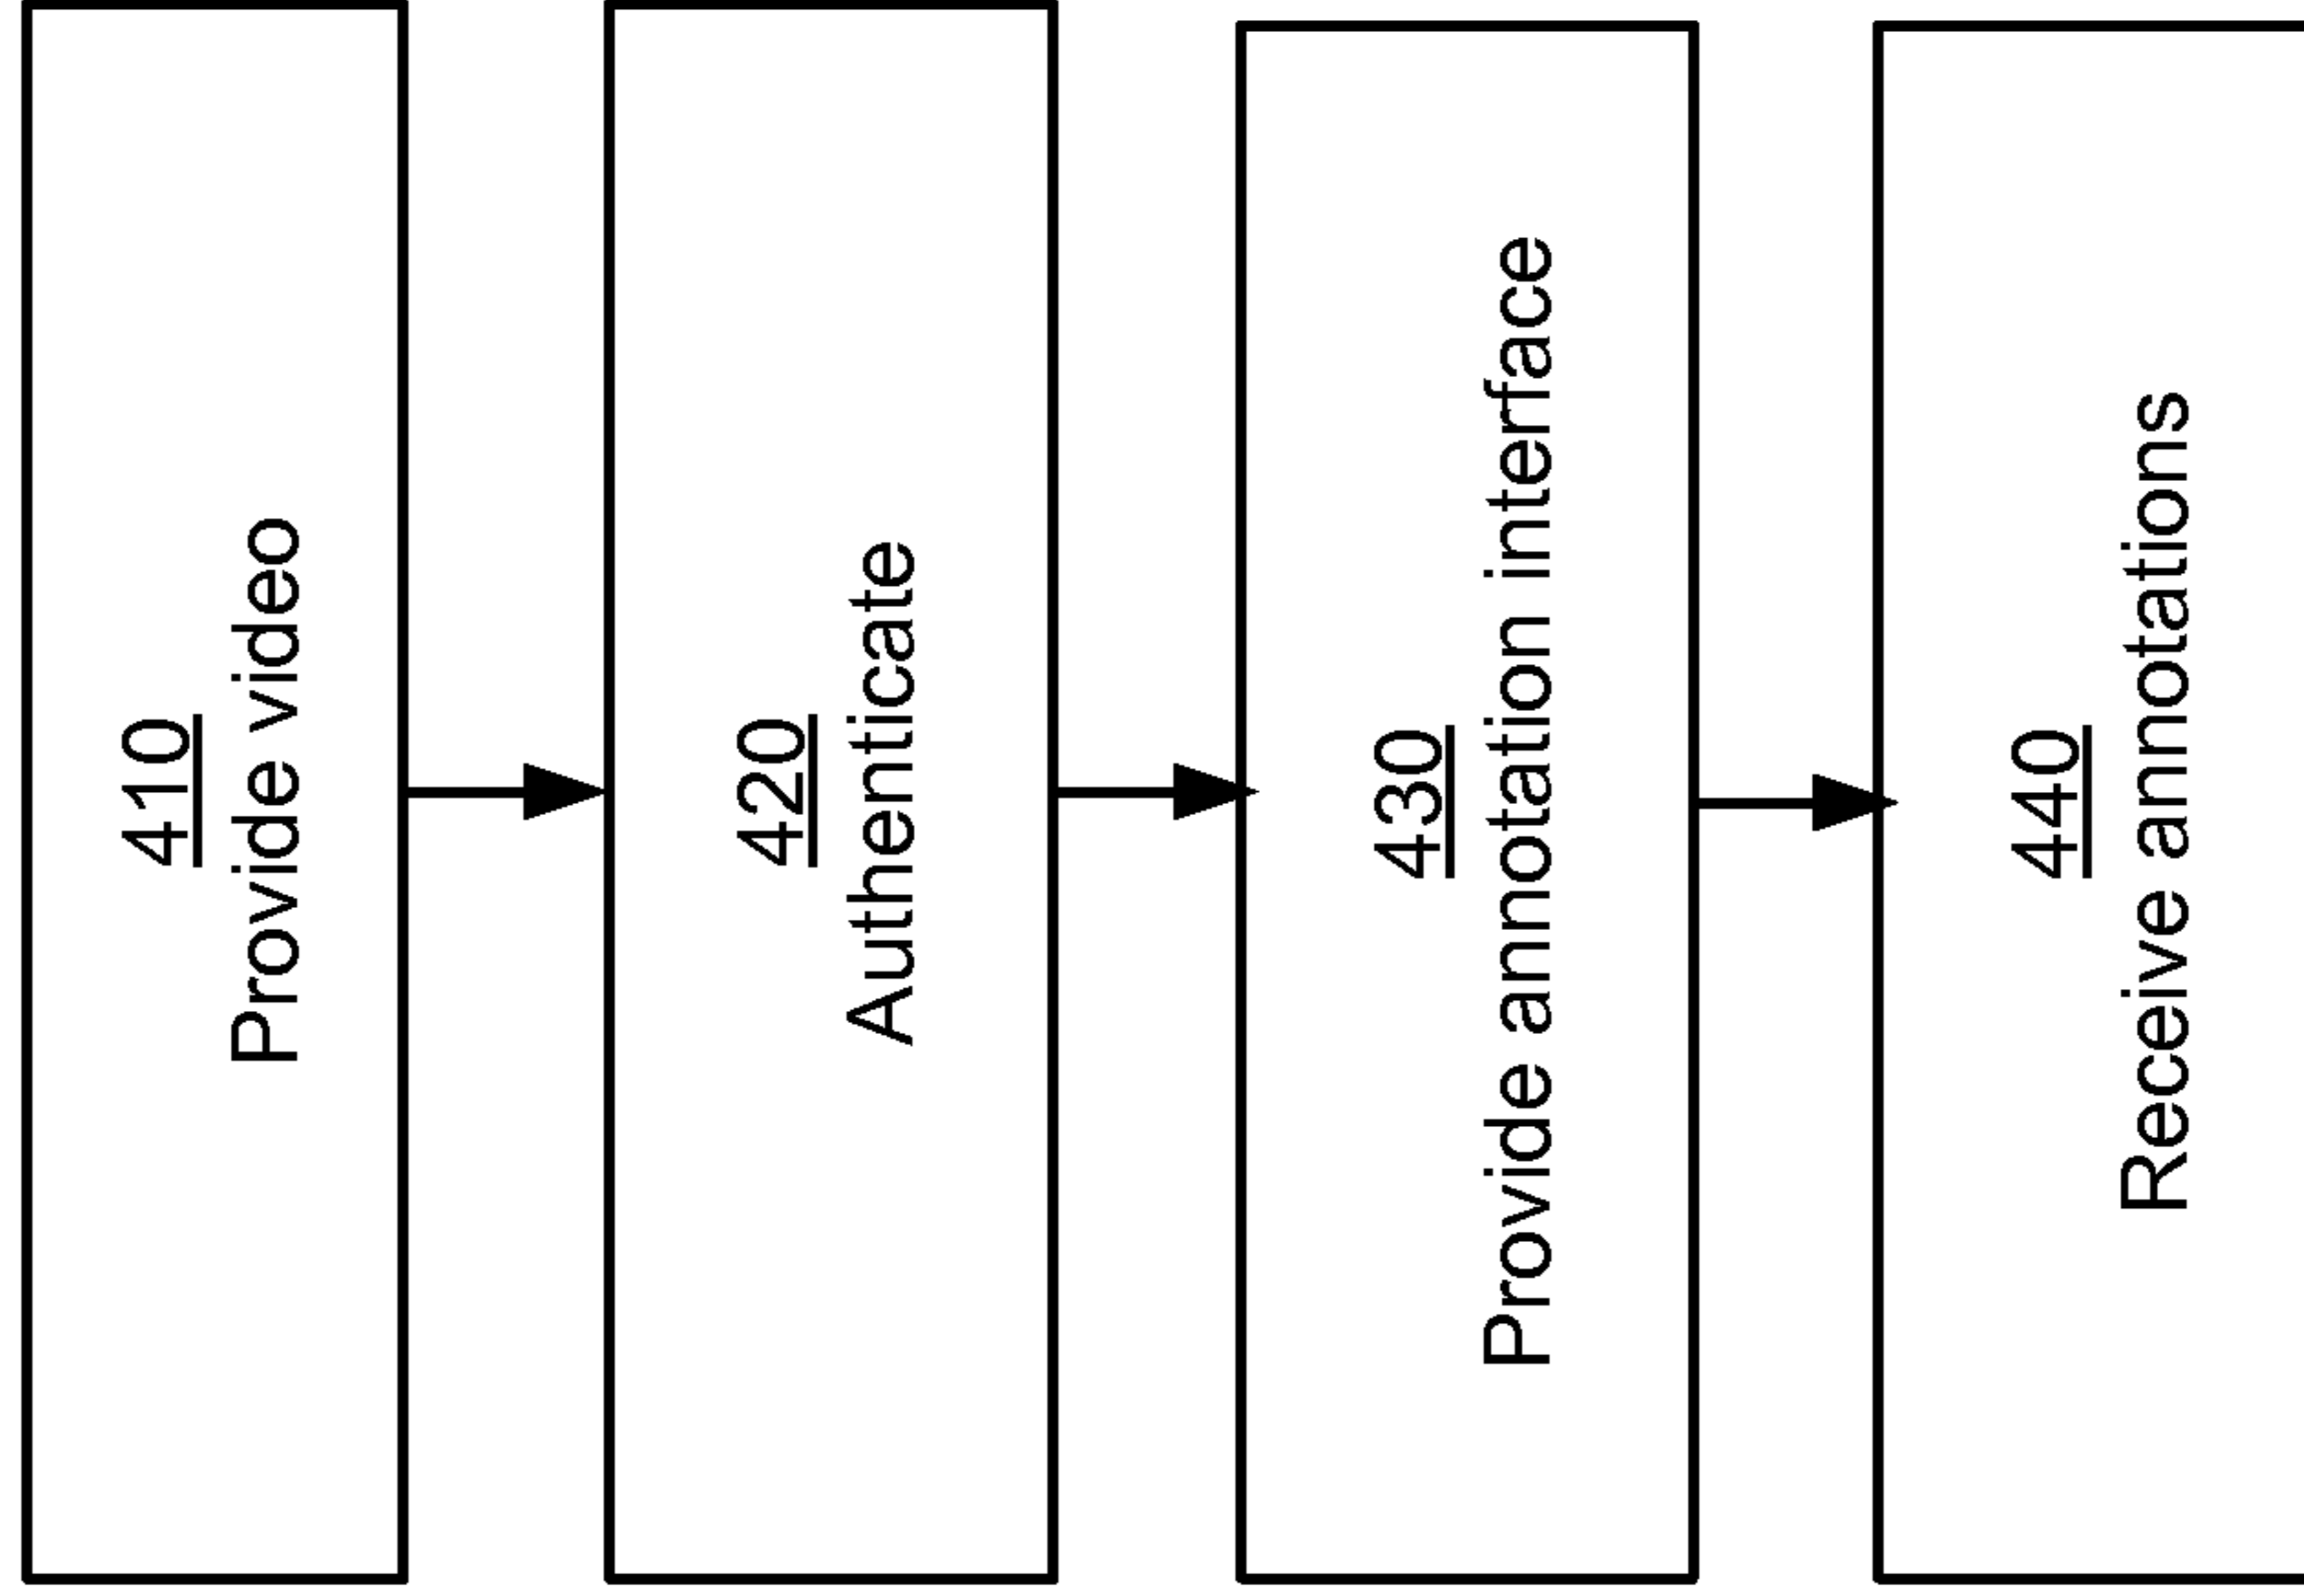 410
Provide video
420
Authenticate
430
Provide annotation interface
440
Receive annotations